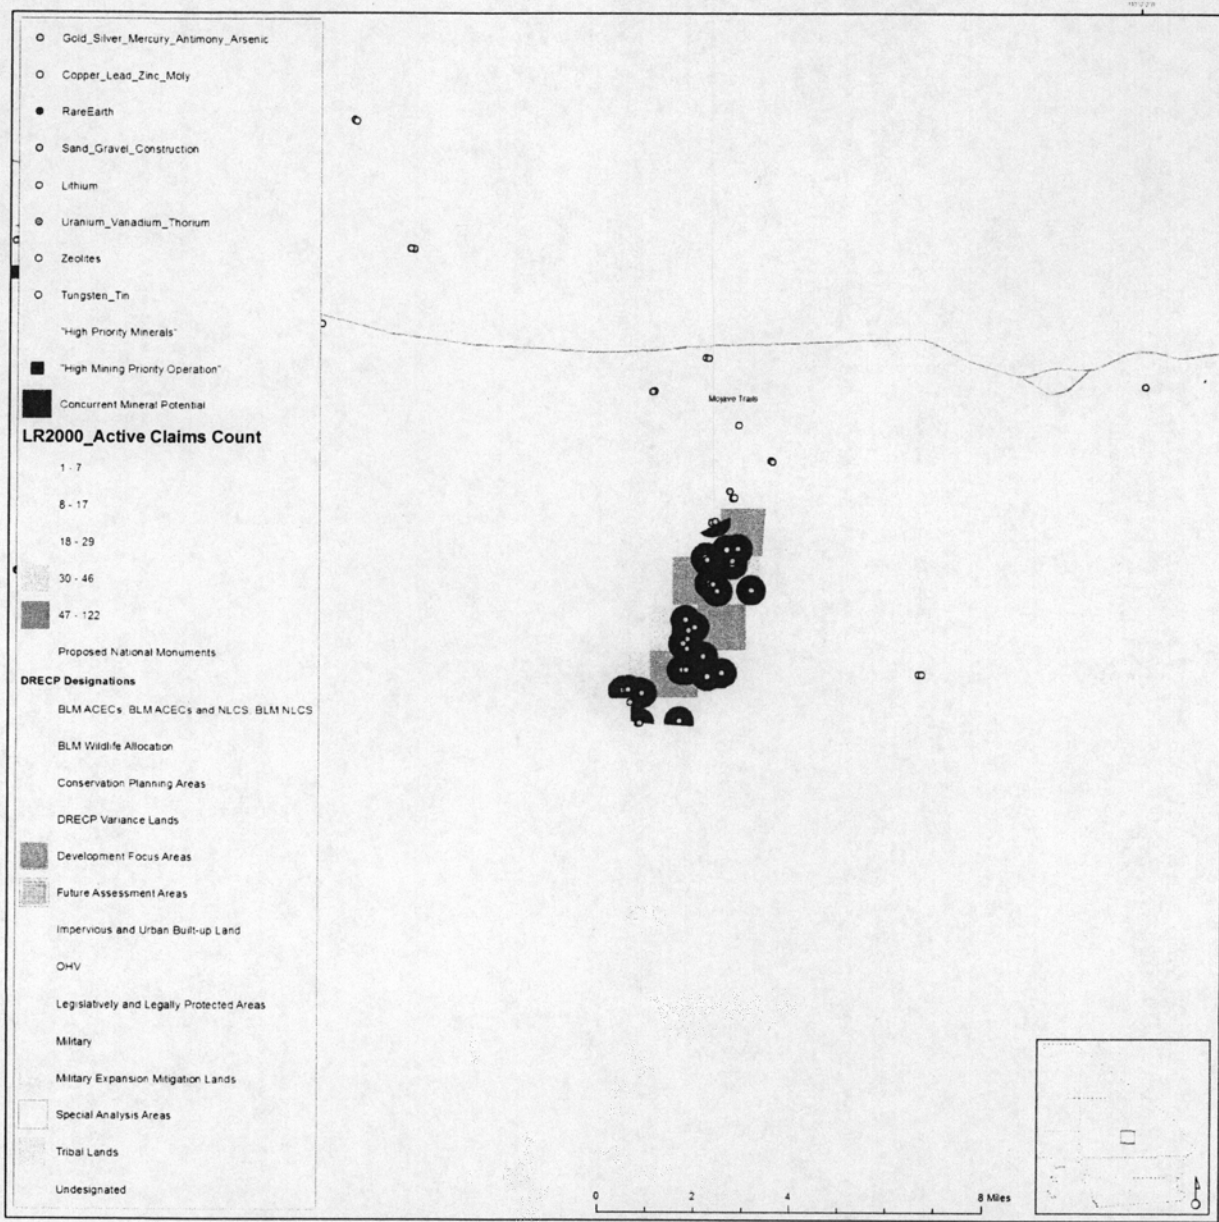 Gold_Silver_Mercury_Antimony_Arsenic
Copper_Lead_Zinc_Moly
RareEarth
Sand_Gravel_Construction
Lithium
Uranium_Vanadium_Thorium
Zeolites
Tungsten_Tin
"High Priority Minerals"
"High Mining Priority Operation"
Concurrent Mineral Potential
LR2000_Active Claims Count
1 - 7
8 - 17
18 - 29
30 - 46
47 - 122
Proposed National Monuments
DRECP Designations
BLM ACECs, BLM ACECs and NLCS, BLM NLCS
BLM Wildlife Allocation
Conservation Planning Areas
DRECP Variance Lands
Development Focus Areas
Future Assessment Areas
Impervious and Urban Built-up Land
OHV
Legislatively and Legally Protected Areas
Military
Military Expansion Mitigation Lands
Special Analysis Areas
Tribal Lands
Undesignated
Mojave Trails
0 2 4 8 Miles